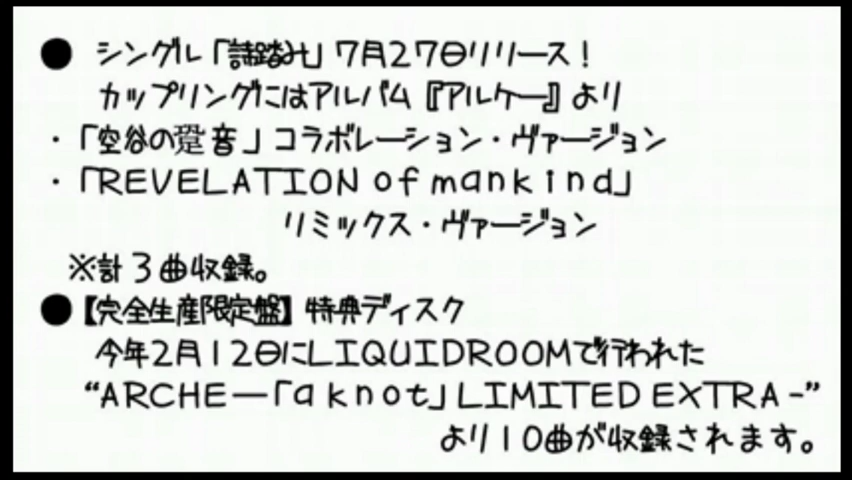 ● シングル「詩踏み」7月27日リリース！
カップリングにはアルバム『アルケー』より
・「空谷の跫音」コラボレーション・ヴァージョン
・「REVELATION of mankind」
リミックス・ヴァージョン
※計3曲収録。
●【完全生産限定盤】特典ディスク
今年2月12日にLIQUIDROOMで行われた
“ARCHE―「a knot」LIMITED EXTRA -”
より10曲が収録されます。